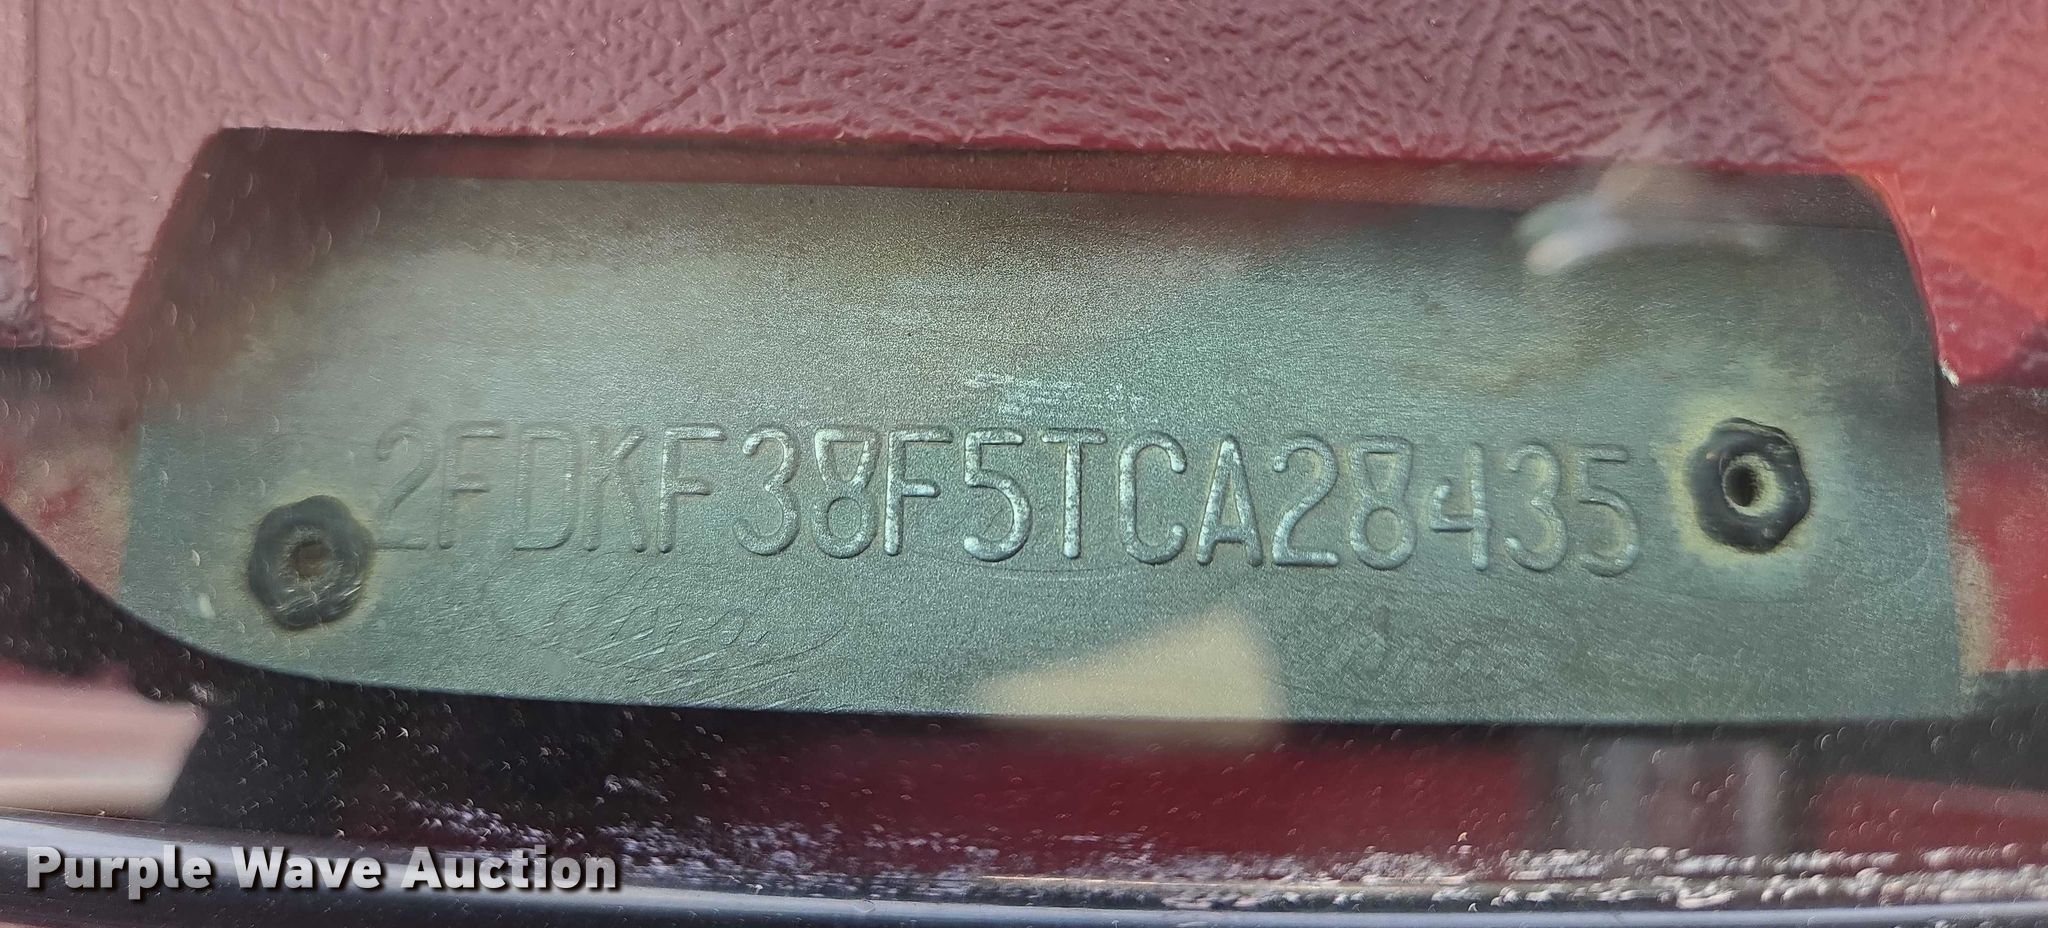 2FDKF38F5TCA28435
Purple Wave Auction